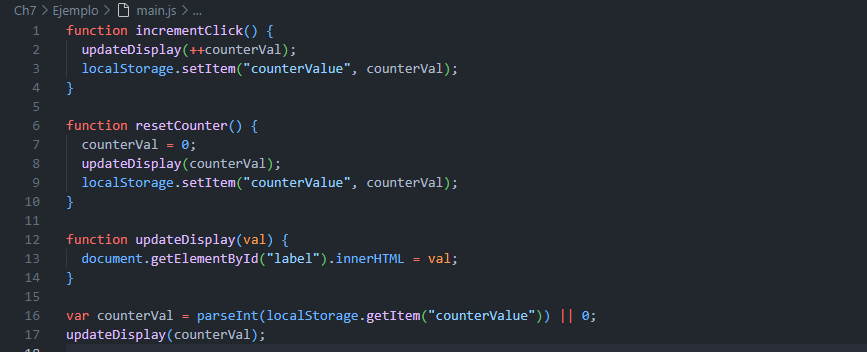 Ch7 > Ejemplo > main.js > ...
1 function incrementClick() {
2   updateDisplay(++counterVal);
3   localStorage.setItem("counterValue", counterVal);
4 }
5
6 function resetCounter() {
7   counterVal = 0;
8   updateDisplay(counterVal);
9   localStorage.setItem("counterValue", counterVal);
10 }
11
12 function updateDisplay(val) {
13   document.getElementById("label").innerHTML = val;
14 }
15
16 var counterVal = parseInt(localStorage.getItem("counterValue")) || 0;
17 updateDisplay(counterVal);
18